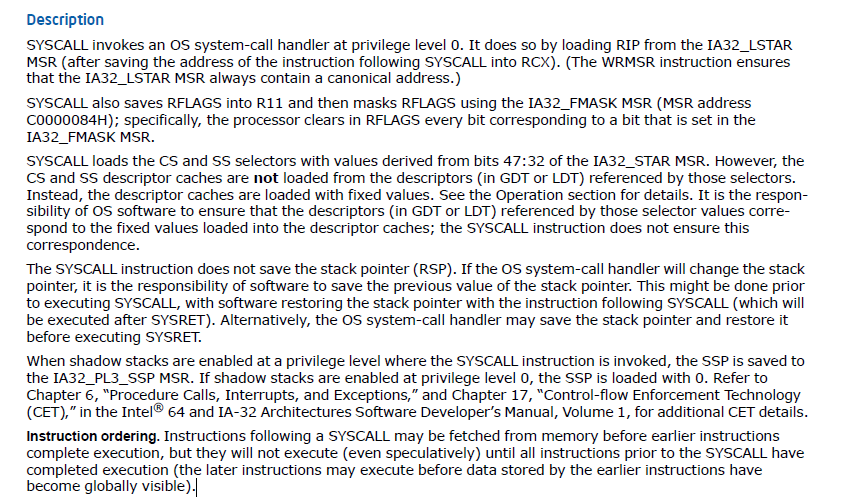 Description
SYSCALL invokes an OS system-call handler at privilege level 0. It does so by loading RIP from the IA32_LSTAR
MSR (after saving the address of the instruction following SYSCALL into RCX). (The WRMSR instruction ensures
that the IA32_LSTAR MSR always contain a canonical address.)
SYSCALL also saves RFLAGS into R11 and then masks RFLAGS using the IA32_FMASK MSR (MSR address
C0000084H); specifically, the processor clears in RFLAGS every bit corresponding to a bit that is set in the
IA32_FMASK MSR.
SYSCALL loads the CS and SS selectors with values derived from bits 47:32 of the IA32_STAR MSR. However, the
CS and SS descriptor caches are not loaded from the descriptors (in GDT or LDT) referenced by those selectors.
Instead, the descriptor caches are loaded with fixed values. See the Operation section for details. It is the respon-
sibility of OS software to ensure that the descriptors (in GDT or LDT) referenced by those selector values corre-
spond to the fixed values loaded into the descriptor caches; the SYSCALL instruction does not ensure this
correspondence.
The SYSCALL instruction does not save the stack pointer (RSP). If the OS system-call handler will change the stack
pointer, it is the responsibility of software to save the previous value of the stack pointer. This might be done prior
to executing SYSCALL, with software restoring the stack pointer with the instruction following SYSCALL (which will
be executed after SYSRET). Alternatively, the OS system-call handler may save the stack pointer and restore it
before executing SYSRET.
When shadow stacks are enabled at a privilege level where the SYSCALL instruction is invoked, the SSP is saved to
the IA32_PL3_SSP MSR. If shadow stacks are enabled at privilege level 0, the SSP is loaded with 0. Refer to
Chapter 6, “Procedure Calls, Interrupts, and Exceptions,” and Chapter 17, “Control-flow Enforcement Technology
(CET),” in the Intel® 64 and IA-32 Architectures Software Developer’s Manual, Volume 1, for additional CET details.
Instruction ordering. Instructions following a SYSCALL may be fetched from memory before earlier instructions
complete execution, but they will not execute (even speculatively) until all instructions prior to the SYSCALL have
completed execution (the later instructions may execute before data stored by the earlier instructions have
become globally visible).